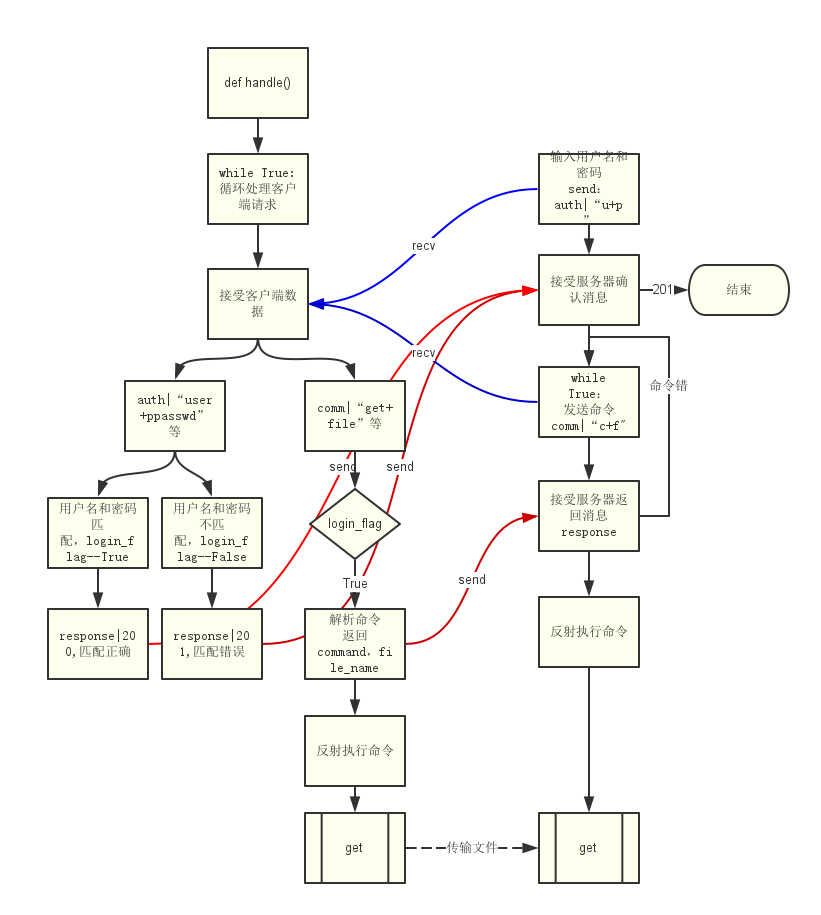 def handle()
while True:
循环处理客户
端请求
输入用户名和
密码
send：
auth|“u+p
”
recv
接受客户端数
据
接受服务器确
认消息
201
结束
recv
auth|“user
+ppasswd”
等
comm|“get+
file”等
while
True：
发送命令
comm|“c+f”
命令错
send
send
用户名和密码
匹
配，login_f
lag--True
用户名和密码
不匹
配，login_f
lag--False
login_flag
接受服务器返
回消息
response
True
send
response|20
0,匹配正确
response|20
1,匹配错误
解析命令
返回
command，fi
le_name
反射执行命令
反射执行命令
get
传输文件
get